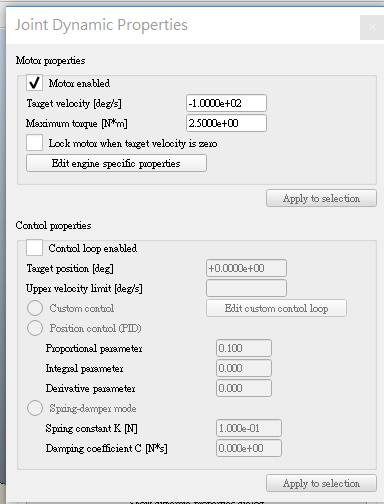 Joint Dynamic Properties
Motor properties
Motor enabled
Target velocity [deg/s] -1.0000e+02
Maximum torque [N*m] 2.5000e+00
Lock motor when target velocity is zero
Edit engine specific properties
Apply to selection
Control properties
Control loop enabled
Target position [deg] +0.0000e+00
Upper velocity limit [deg/s]
Custom control Edit custom control loop
Position control (PID)
Proportional parameter 0.100
Integral parameter 0.000
Derivative parameter 0.000
Spring-damper mode
Spring constant K [N] 1.000e-01
Damping coefficient C [N*s] 0.000e+00
Apply to selection